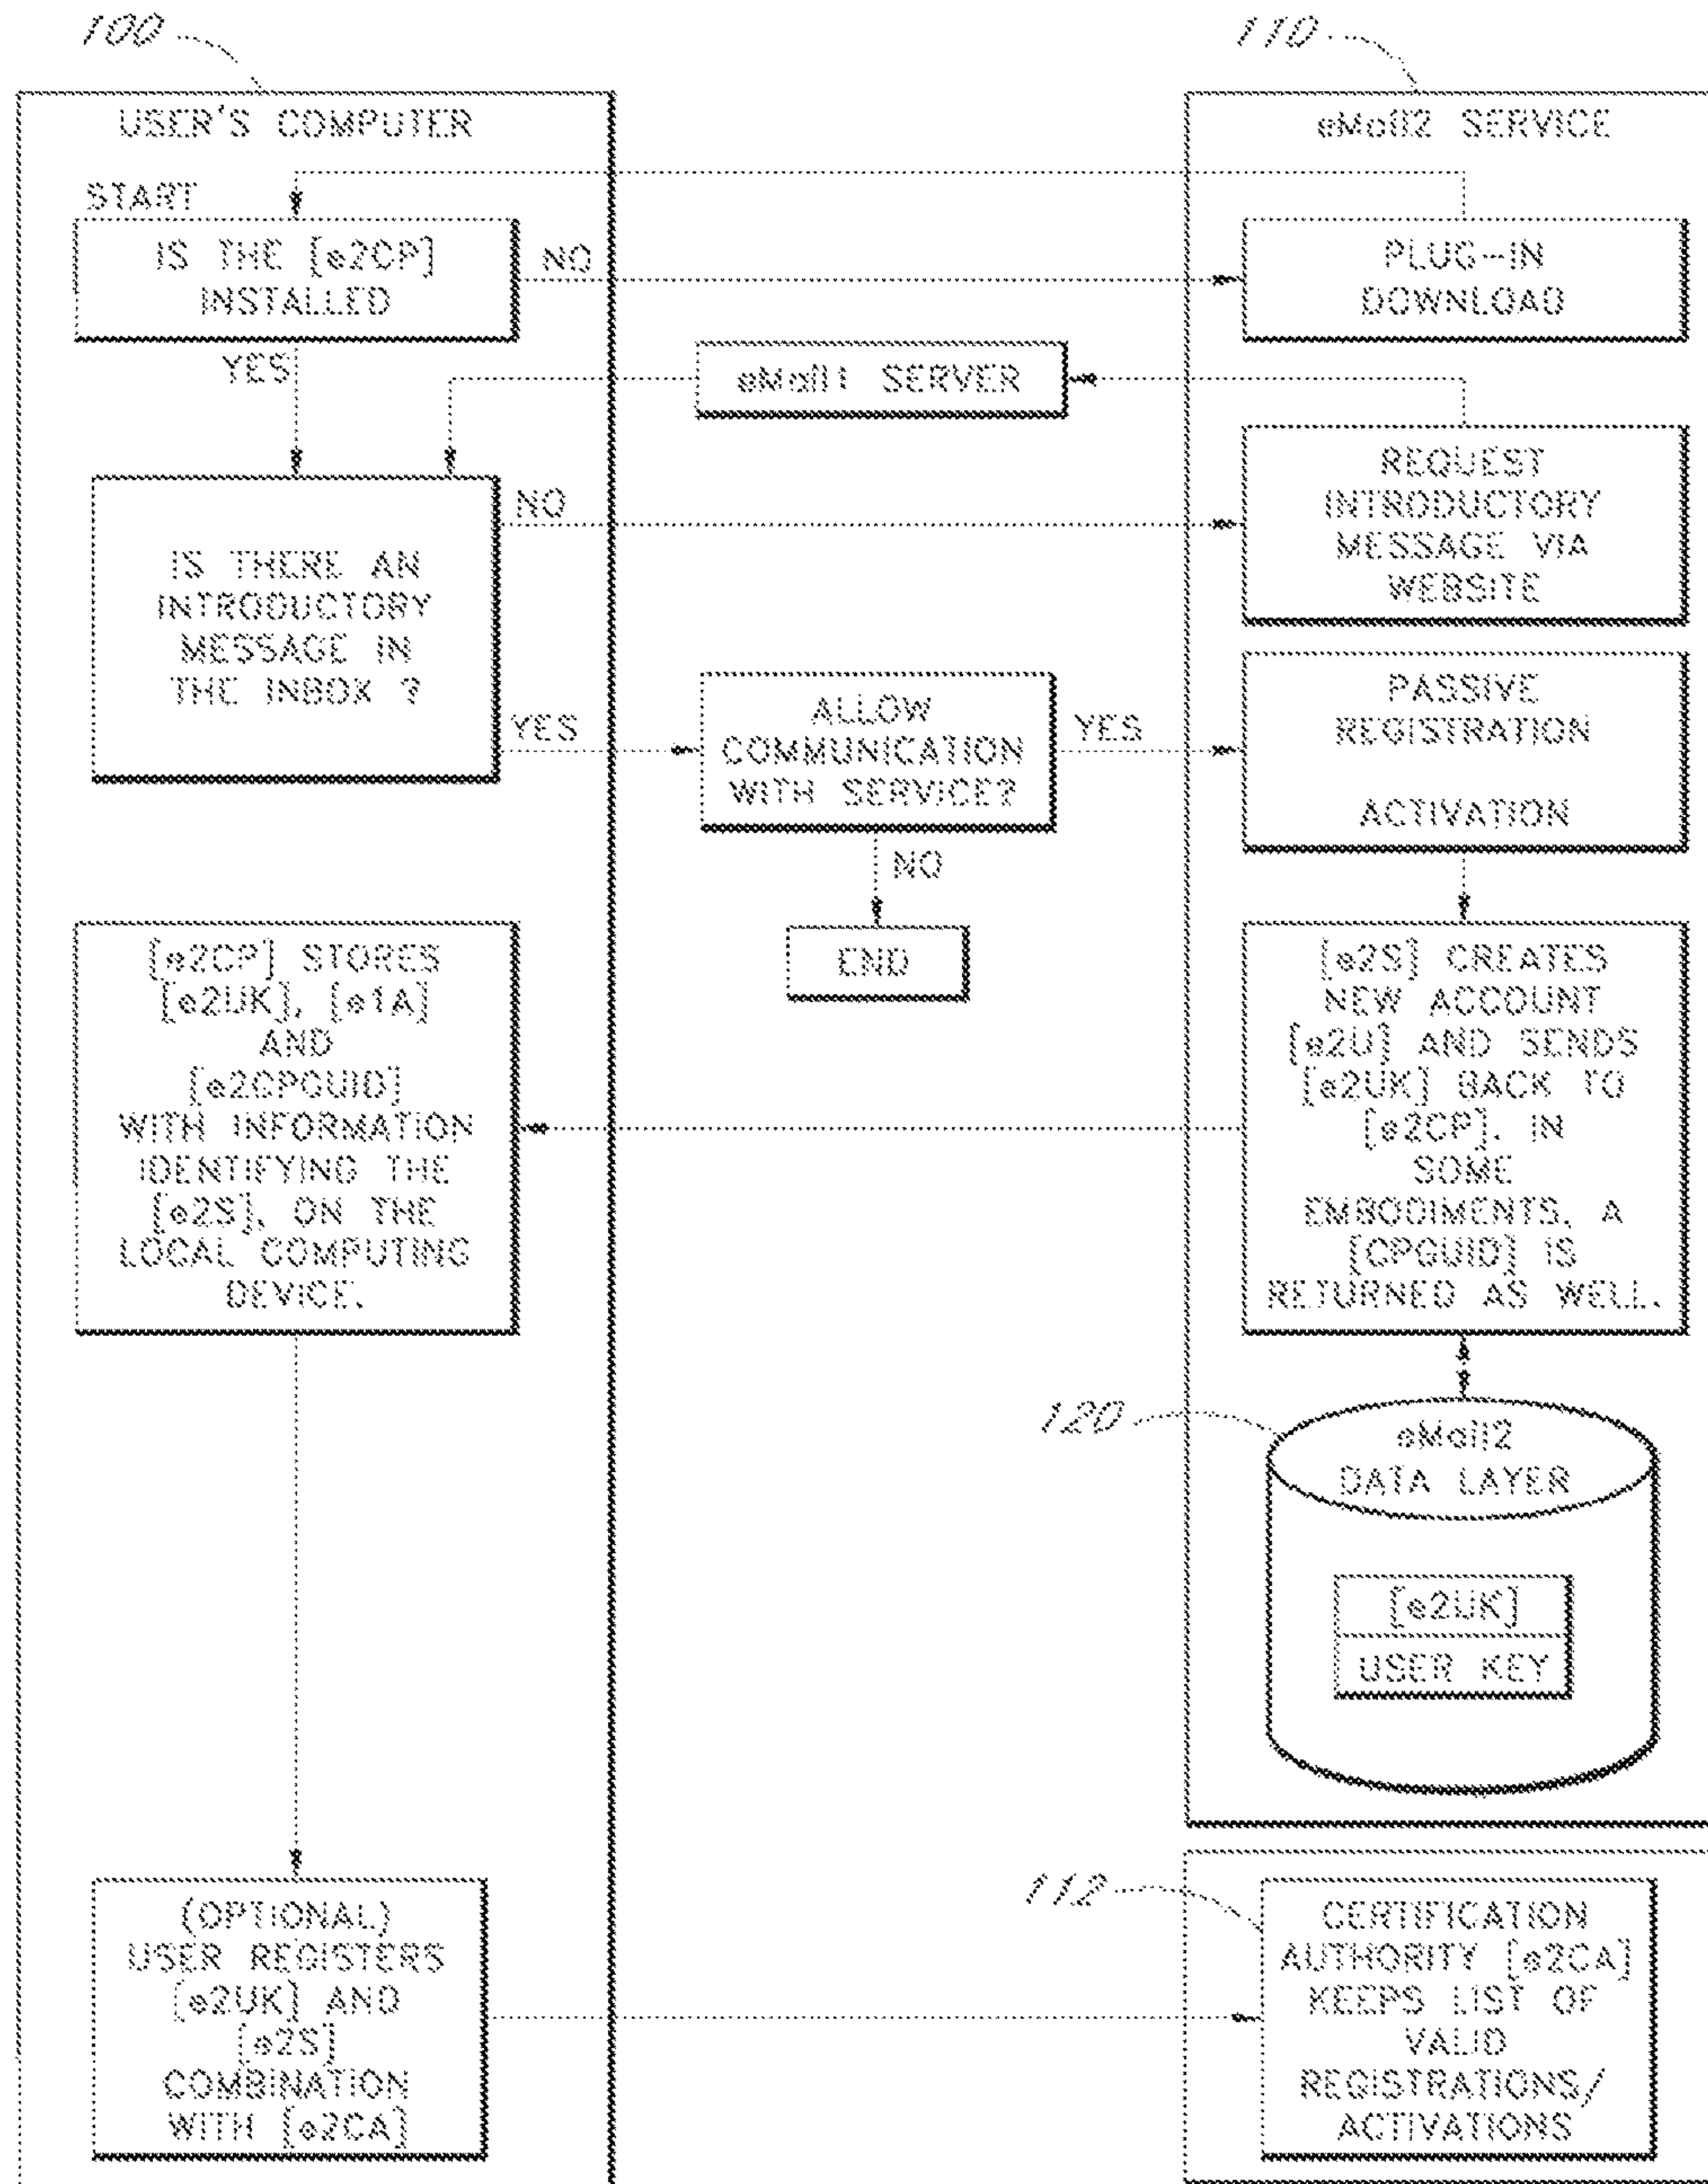 100
110
USER'S COMPUTER
eMail2 SERVICE
START
IS THE [e2CP]
INSTALLED
NO
PLUG-IN
DOWNLOAD
YES
eMail1 SERVER
REQUEST
INTRODUCTORY
MESSAGE VIA
WEBSITE
NO
IS THERE AN
INTRODUCTORY
MESSAGE IN
THE INBOX ?
YES
ALLOW
COMMUNICATION
WITH SERVICE?
YES
PASSIVE
REGISTRATION
ACTIVATION
NO
END
[e2CP] STORES
[e2UK], [e1A]
AND
[e2CPGUID]
WITH INFORMATION
IDENTIFYING THE
[e2S], ON THE
LOCAL COMPUTING
DEVICE.
[e2S] CREATES
NEW ACCOUNT
[e2U] AND SENDS
[e2UK] BACK TO
[e2CP]. IN
SOME
EMBODIMENTS, A
[CPGUID] IS
RETURNED AS WELL.
120
eMail2
DATA LAYER
[e2UK]
USER KEY
112
(OPTIONAL)
USER REGISTERS
[e2UK] AND
[e2S]
COMBINATION
WITH [e2CA]
CERTIFICATION
AUTHORITY [e2CA]
KEEPS LIST OF
VALID
REGISTRATIONS/
ACTIVATIONS